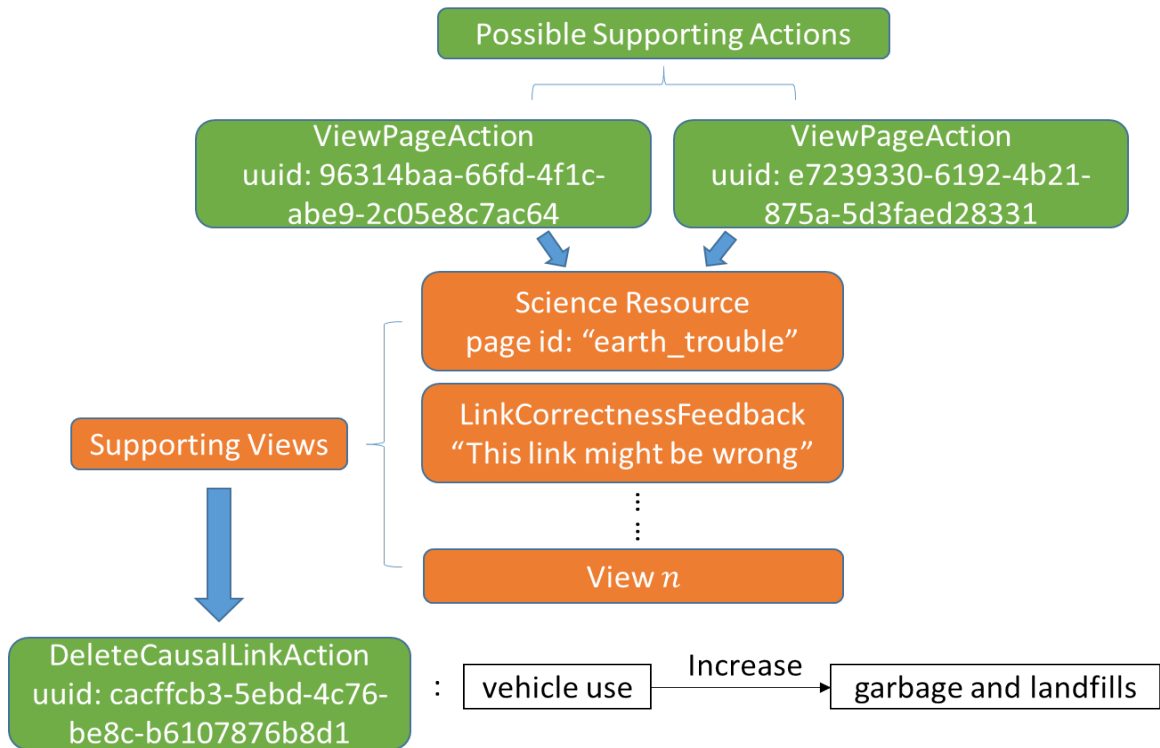 Possible Supporting Actions
ViewPageAction
uuid: 96314baa-66fd-4f1c-
abe9-2c05e8c7ac64
ViewPageAction
uuid: e7239330-6192-4b21-
875a-5d3faed28331
Science Resource
page id: “earth_trouble”
LinkCorrectnessFeedback
“This link might be wrong”
Supporting Views
View n
DeleteCausalLinkAction
uuid: cacffcb3-5ebd-4c76-
be8c-b6107876b8d1
:
vehicle use
Increase
garbage and landfills